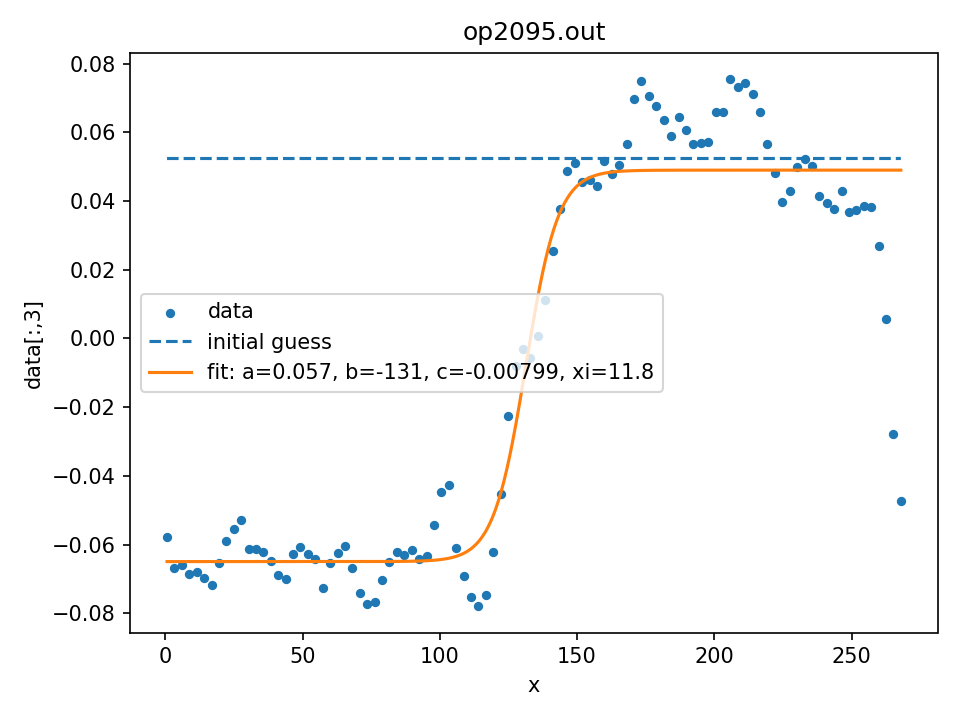 op2095.out
0.08
0.06
0.04
0.02
0.00
−0.02
−0.04
−0.06
−0.08
data[:,3]
data
initial guess
fit: a=0.057, b=-131, c=-0.00799, xi=11.8
0 50 100 150 200 250
x